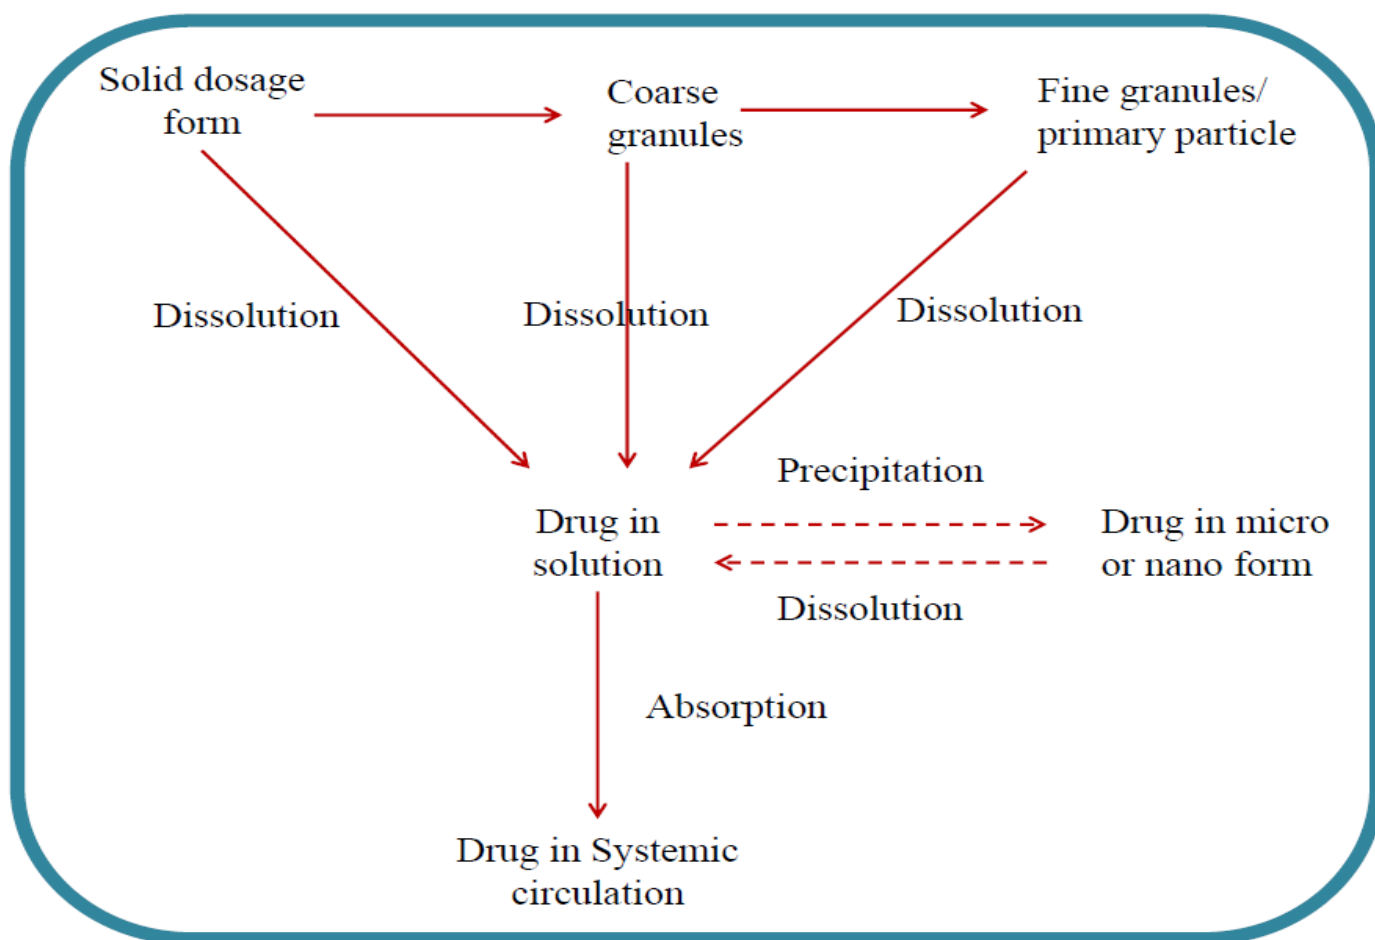 Solid dosage
form
Coarse
granules
Fine granules/
primary particle
Dissolution
Dissolution
Dissolution
Precipitation
Drug in
solution
Drug in micro
or nano form
Dissolution
Absorption
Drug in Systemic
circulation